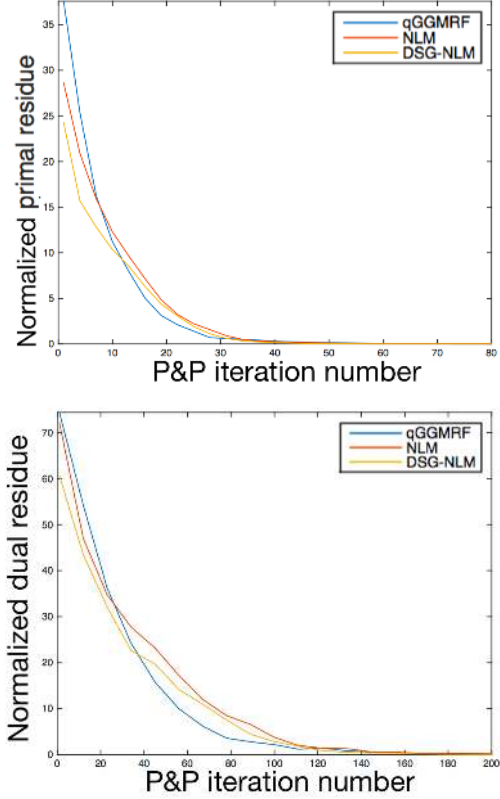 35
30
25
20
15
10
5
0
Normalized primal residue
qGGMRF
NLM
DSG-NLM
0 10 20 30 40 50 60 70 80
P&P iteration number
70
60
50
40
30
20
10
0
Normalized dual residue
qGGMRF
NLM
DSG-NLM
0 20 40 60 80 100 120 140 160 180 200
P&P iteration number